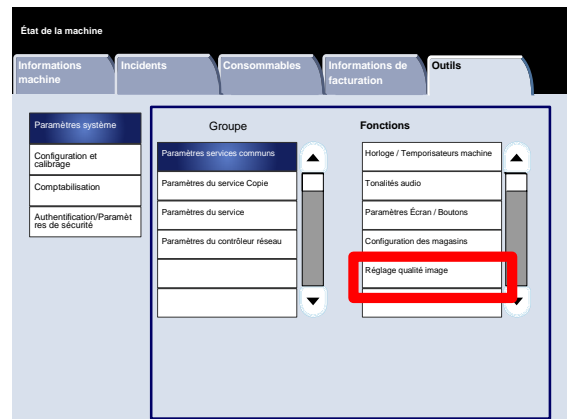 État de la machine
Informations machine
Incidents
Consommables
Informations de facturation
Outils
Paramètres système
Configuration et
calibrage
Comptabilisation
Authentification/Paramèt
res de sécurité
Groupe
Paramètres services communs
Paramètres du service Copie
Paramètres du service
Paramètres du contrôleur réseau
Fonctions
Horloge / Temporisateurs machine
Tonalités audio
Paramètres Écran / Boutons
Configuration des magasins
Réglage qualité image